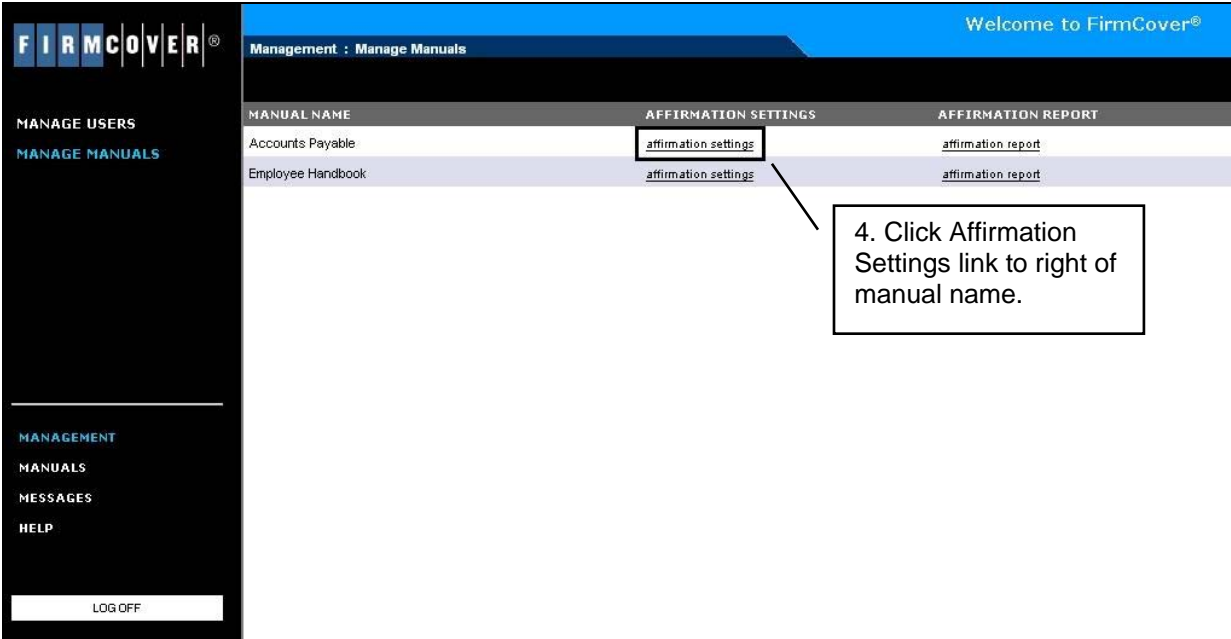 FIRMCOVER®
Welcome to FirmCover®
Management : Manage Manuals
MANAGE USERS
MANAGE MANUALS
MANUAL NAME AFFIRMATION SETTINGS AFFIRMATION REPORT
Accounts Payable affirmation settings affirmation report
Employee Handbook affirmation settings affirmation report
4. Click Affirmation
Settings link to right of
manual name.
MANAGEMENT
MANUALS
MESSAGES
HELP
LOG OFF